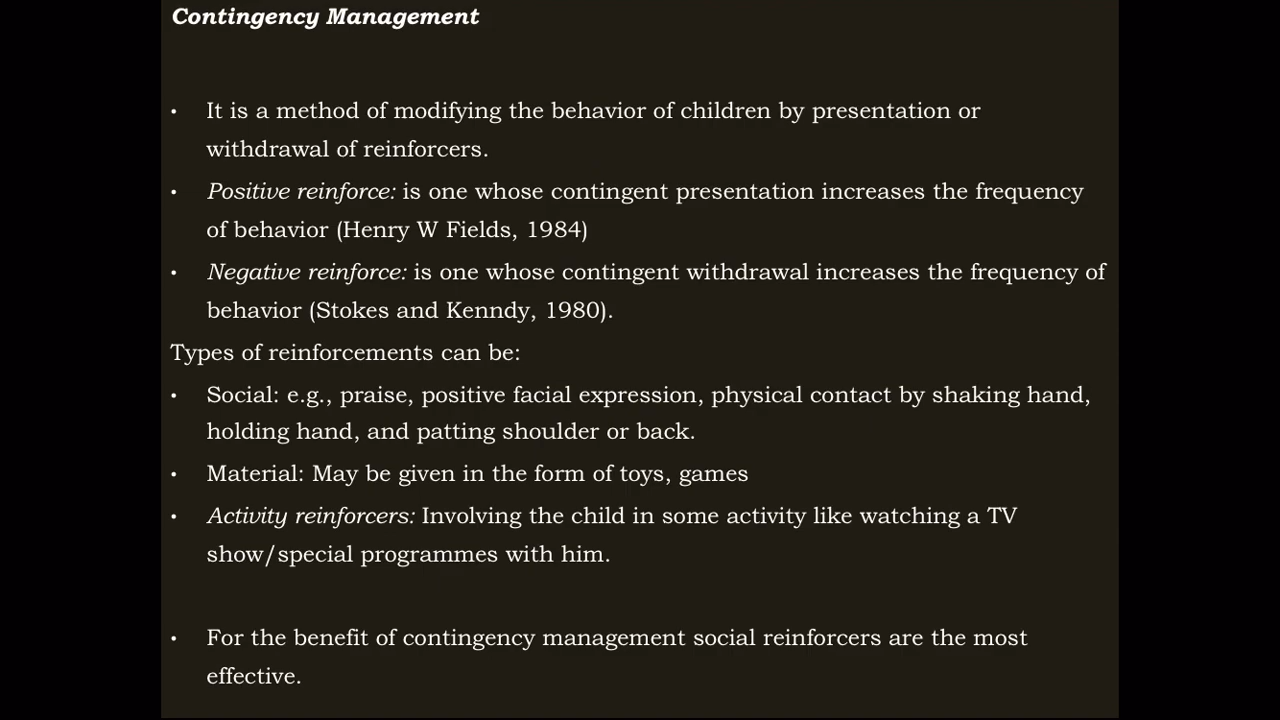 Contingency Management
• It is a method of modifying the behavior of children by presentation or
withdrawal of reinforcers.
• Positive reinforce: is one whose contingent presentation increases the frequency
of behavior (Henry W Fields, 1984)
• Negative reinforce: is one whose contingent withdrawal increases the frequency of
behavior (Stokes and Kenndy, 1980).
Types of reinforcements can be:
• Social: e.g., praise, positive facial expression, physical contact by shaking hand,
holding hand, and patting shoulder or back.
• Material: May be given in the form of toys, games
• Activity reinforcers: Involving the child in some activity like watching a TV
show/special programmes with him.
• For the benefit of contingency management social reinforcers are the most
effective.